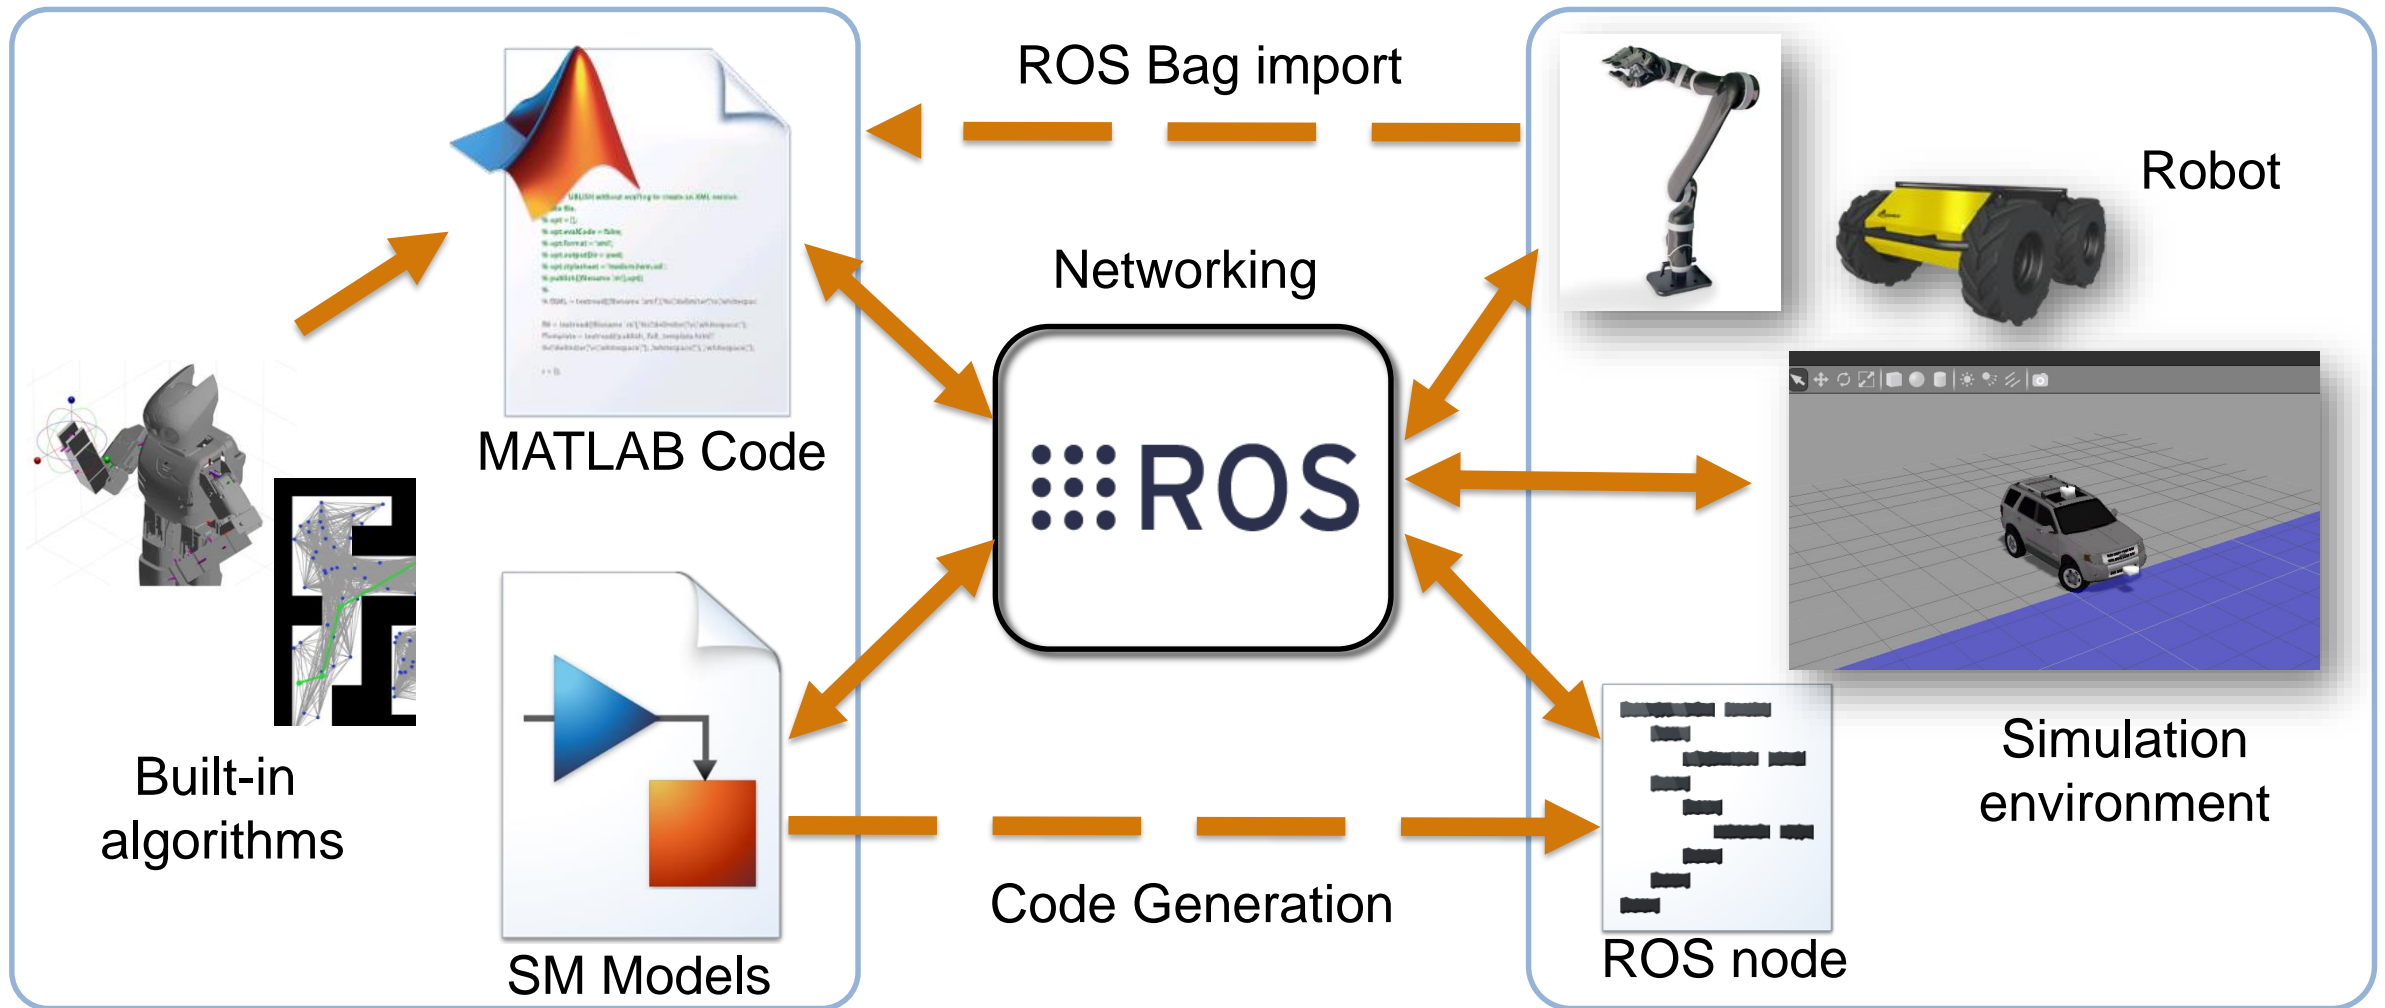 ROS Bag import
Robot
Networking
MATLAB Code
ROS
Built-in
algorithms
Simulation
environment
Code Generation
SM Models
ROS node